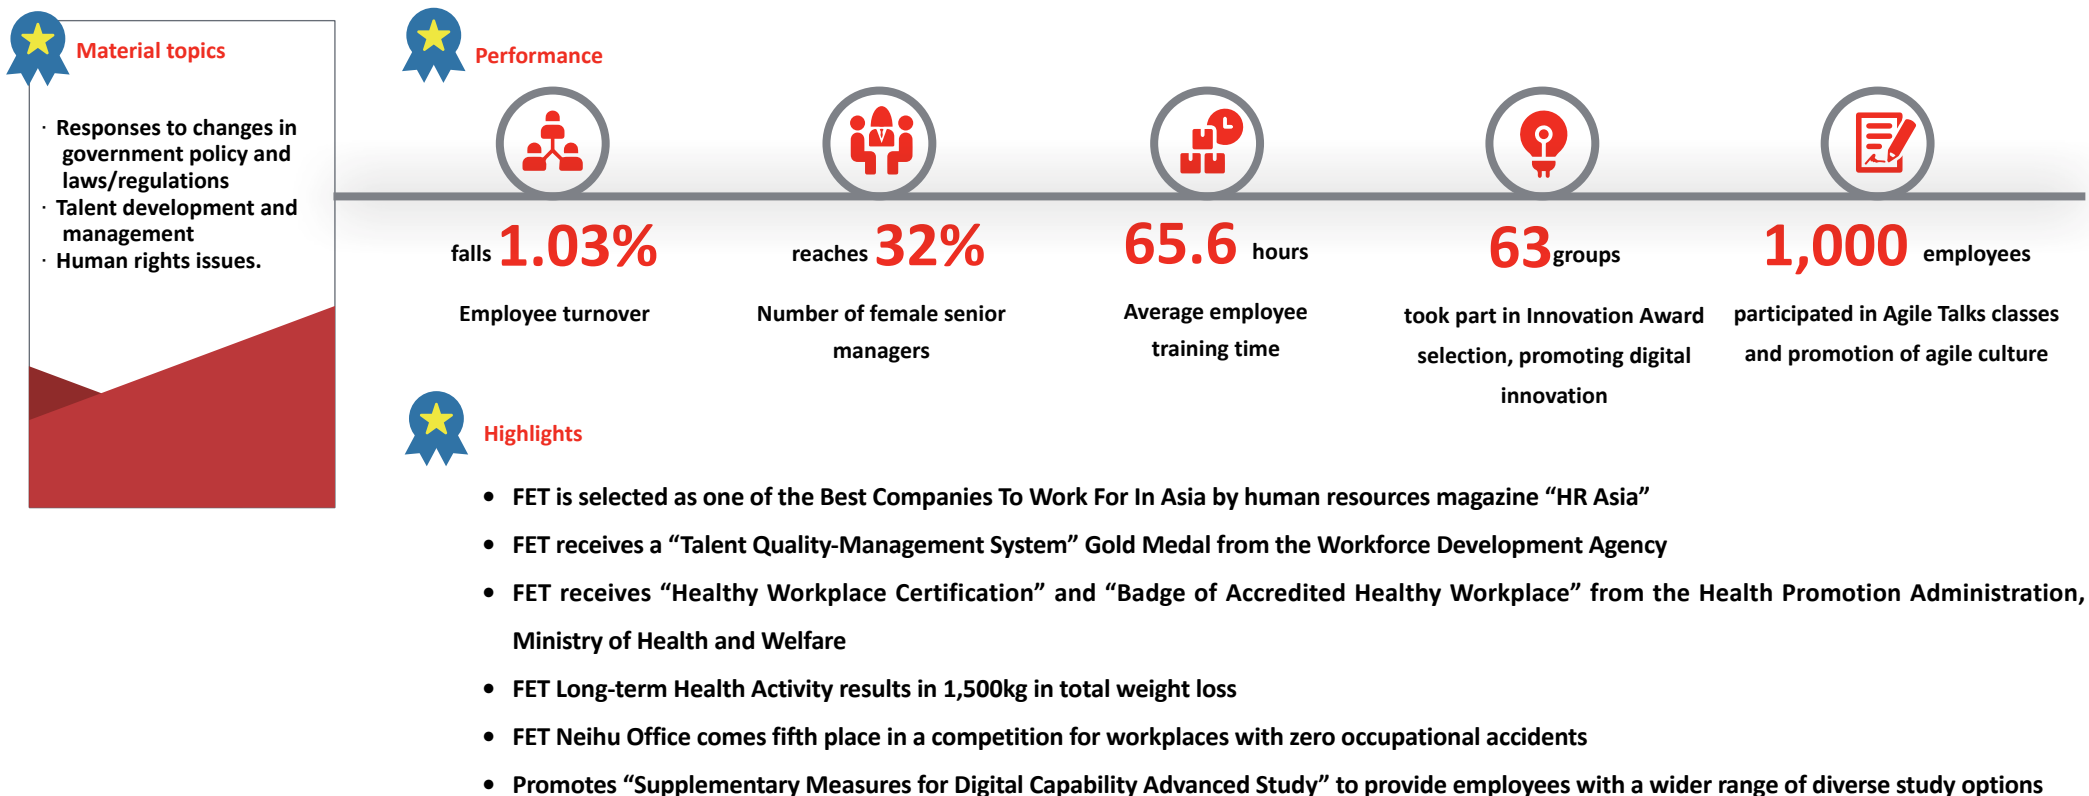 Material topics
· Responses to changes in
government policy and
laws/regulations
· Talent development and
management
· Human rights issues.
Performance
falls 1.03%
Employee turnover
reaches 32%
Number of female senior
managers
65.6 hours
Average employee
training time
63 groups
took part in Innovation Award
selection, promoting digital
innovation
1,000 employees
participated in Agile Talks classes
and promotion of agile culture
Highlights
• FET is selected as one of the Best Companies To Work For In Asia by human resources magazine “HR Asia”
• FET receives a “Talent Quality-Management System” Gold Medal from the Workforce Development Agency
• FET receives “Healthy Workplace Certification” and “Badge of Accredited Healthy Workplace” from the Health Promotion Administration,
Ministry of Health and Welfare
• FET Long-term Health Activity results in 1,500kg in total weight loss
• FET Neihu Office comes fifth place in a competition for workplaces with zero occupational accidents
• Promotes “Supplementary Measures for Digital Capability Advanced Study” to provide employees with a wider range of diverse study options